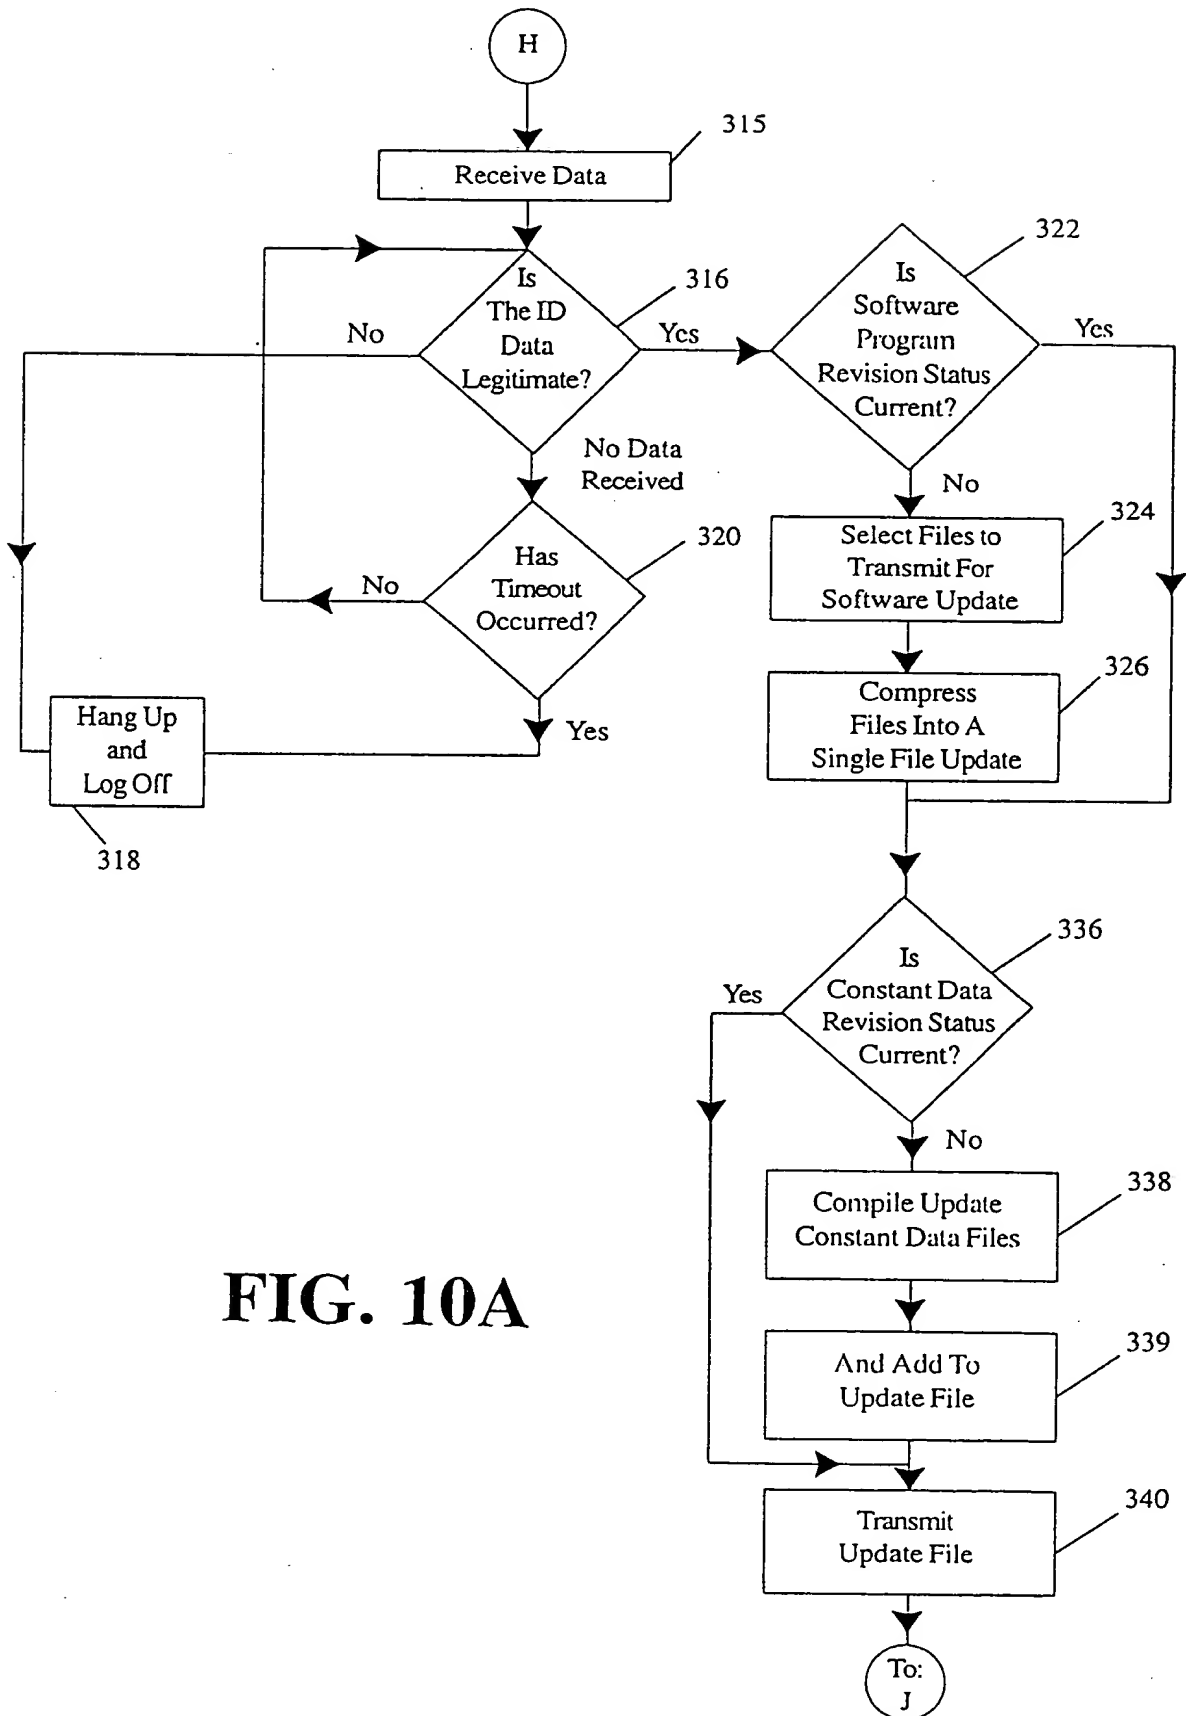 H
315
Receive Data
Is
The ID
Data
Legitimate?
316
No
Yes
No Data
Received
Has
Timeout
Occurred?
320
No
Yes
Hang Up
and
Log Off
318
Is
Software
Program
Revision Status
Current?
322
Yes
No
Select Files to
Transmit For
Software Update
324
Compress
Files Into A
Single File Update
326
Is
Constant Data
Revision Status
Current?
336
Yes
No
Compile Update
Constant Data Files
338
And Add To
Update File
339
Transmit
Update File
340
To:
J
FIG. 10A